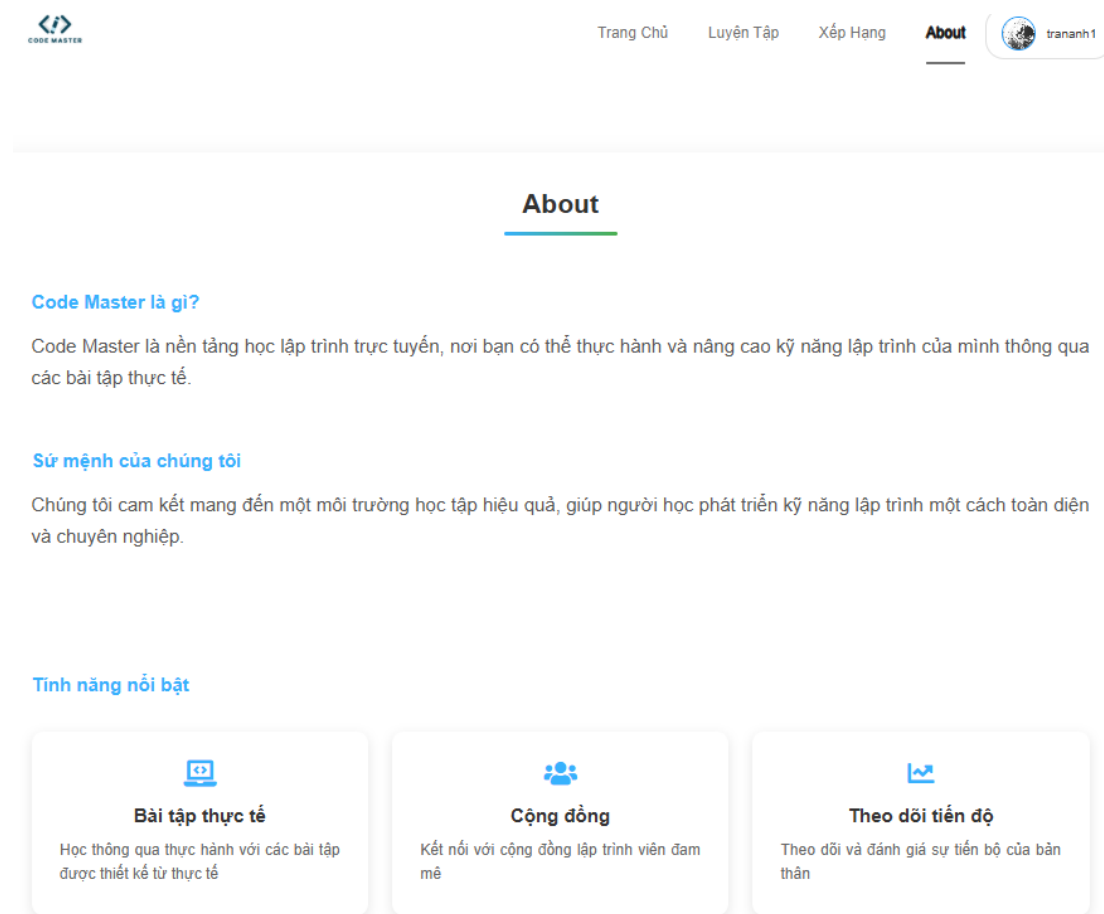 CODE MASTER
Trang Chủ Luyện Tập Xếp Hạng About trananh1
About
Code Master là gì?
Code Master là nền tảng học lập trình trực tuyến, nơi bạn có thể thực hành và nâng cao kỹ năng lập trình của mình thông qua
các bài tập thực tế.
Sứ mệnh của chúng tôi
Chúng tôi cam kết mang đến một môi trường học tập hiệu quả, giúp người học phát triển kỹ năng lập trình một cách toàn diện
và chuyên nghiệp.
Tính năng nổi bật
Bài tập thực tế
Học thông qua thực hành với các bài tập
được thiết kế từ thực tế
Cộng đồng
Kết nối với cộng đồng lập trình viên đam
mê
Theo dõi tiến độ
Theo dõi và đánh giá sự tiến bộ của bản
thân